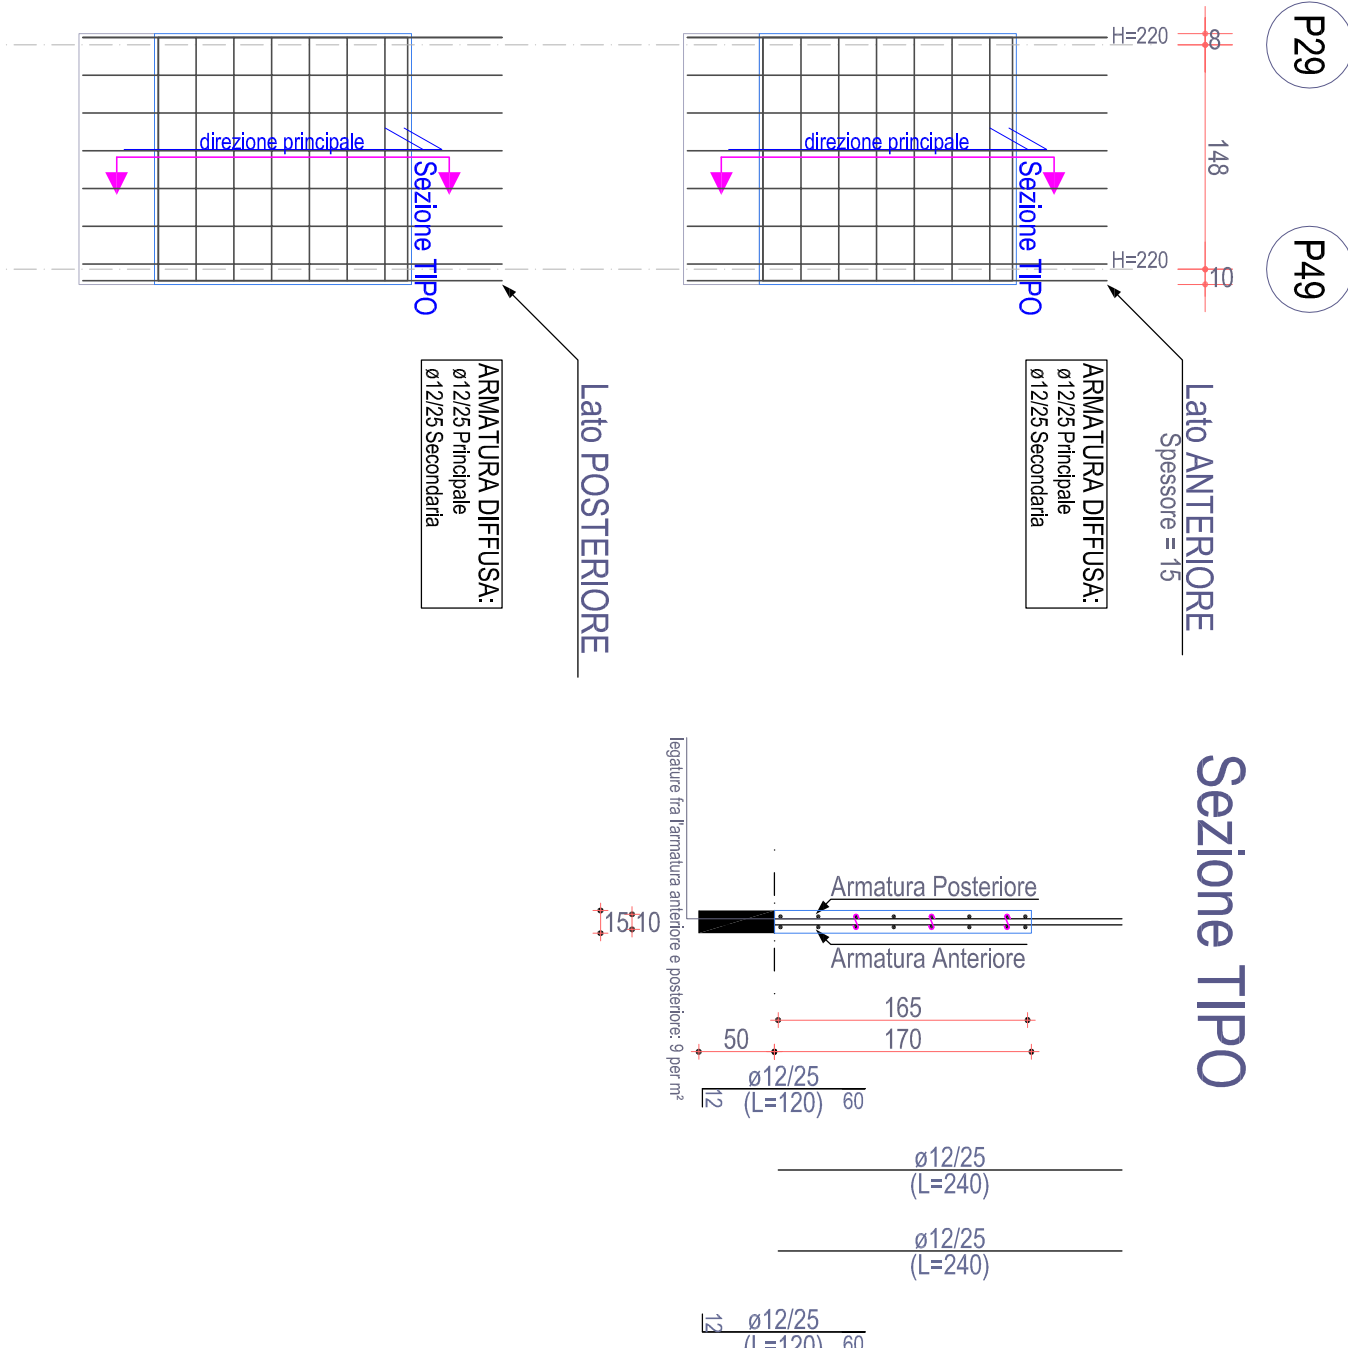 P29
P49
H=220
8
148
H=220
10
direzione principale
Sezione TIPO
direzione principale
Sezione TIPO
Lato ANTERIORE
Spessore = 15
ARMATURA DIFFUSA:
ø12/25 Principale
ø12/25 Secondaria
Lato POSTERIORE
ARMATURA DIFFUSA:
ø12/25 Principale
ø12/25 Secondaria
Sezione TIPO
legature fra l'armatura anteriore e posteriore: 9 per m²
Armatura Posteriore
15
10
Armatura Anteriore
165
50
170
ø12/25
12
(L=120)
60
ø12/25
(L=240)
ø12/25
(L=240)
ø12/25
12
(L=120)
60